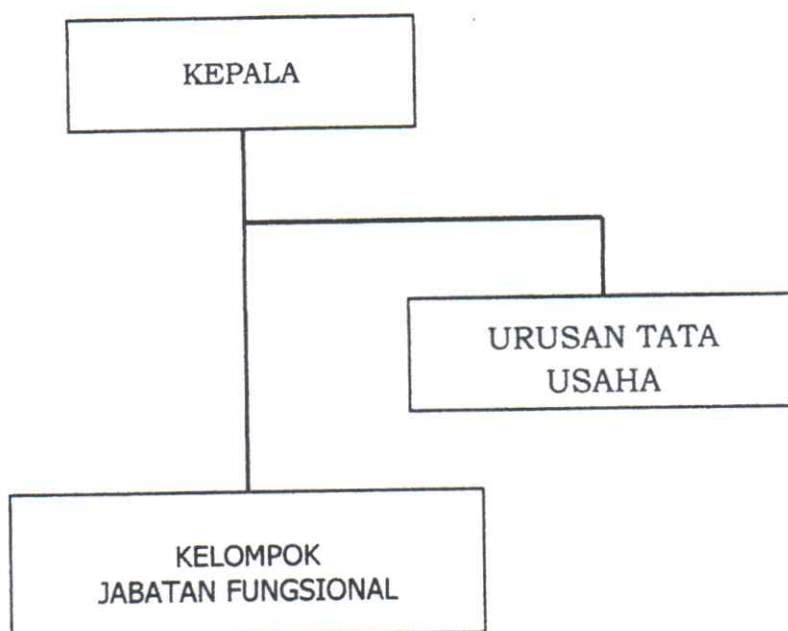 KEPALA
URUSAN TATA
USAHA
KELOMPOK
JABATAN FUNGSIONAL